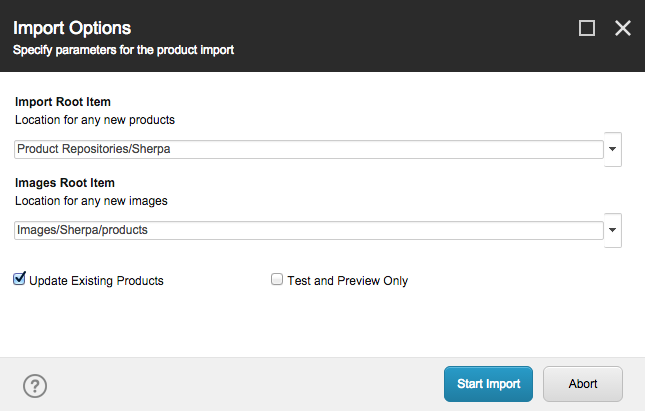 Import Options
Specify parameters for the product import
Import Root Item
Location for any new products
Product Repositories/Sherpa
Images Root Item
Location for any new images
Images/Sherpa/products
Update Existing Products
Test and Preview Only
?
Start Import
Abort